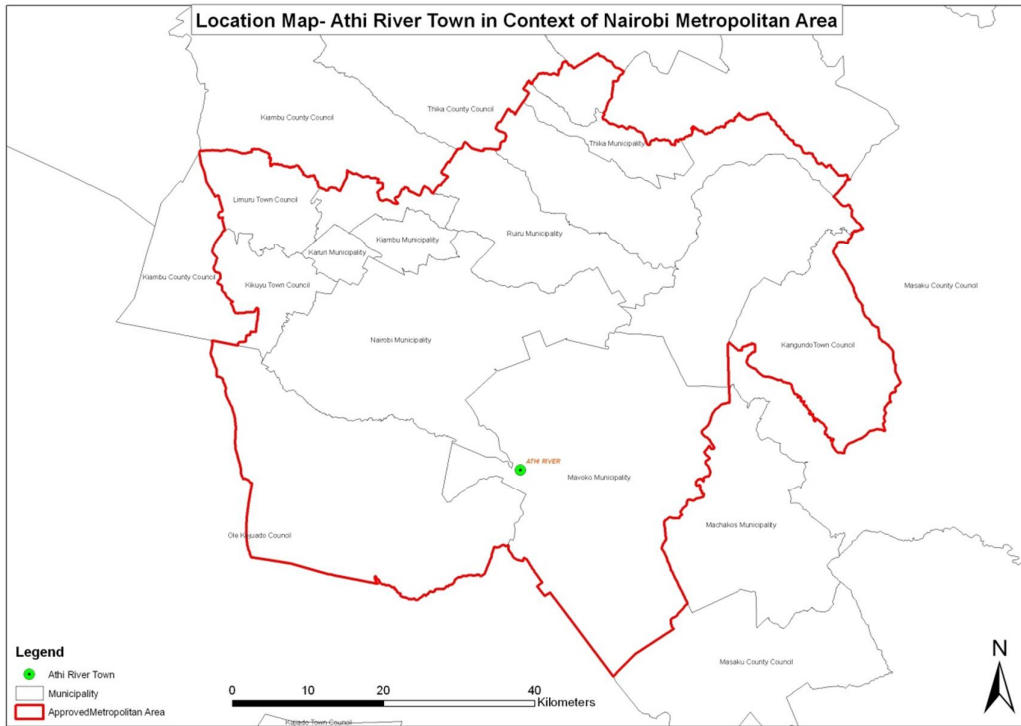 Location Map- Athi River Town in Context of Nairobi Metropolitan Area
Thika County Council
Kiambu County Council
Thika Municipality
Limuru Town Council
Ruiru Municipality
Kiambu Municipality
Karuri Municipality
Kiambu County Council
Kikuyu Town Council
Masaku County Council
Nairobi Municipality
KangundoTown Council
ATHI RIVER
Mavoko Municipality
Machakos Municipality
Ole Kejuado Council
Masaku County Council
Legend
Athi River Town
Municipality
ApprovedMetropolitan Area
0 10 20 40
Kilometers
N
Kajado Town Council